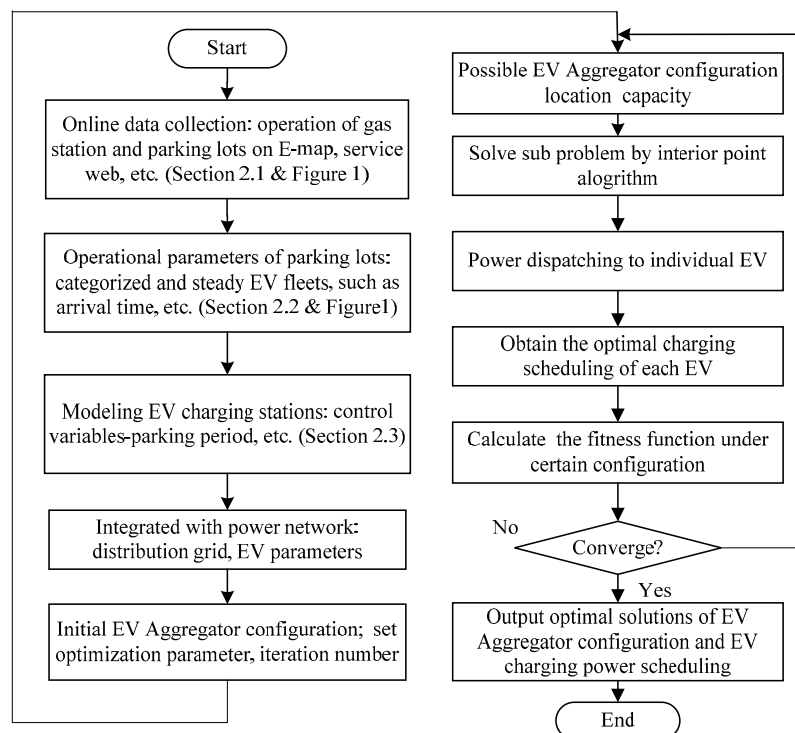 Start
Online data collection: operation of gas
station and parking lots on E-map, service
web, etc. (Section 2.1 & Figure 1)
Operational parameters of parking lots:
categorized and steady EV fleets, such as
arrival time, etc. (Section 2.2 & Figure1)
Modeling EV charging stations: control
variables-parking period, etc. (Section 2.3)
Integrated with power network:
distribution grid, EV parameters
Initial EV Aggregator configuration; set
optimization parameter, iteration number
Possible EV Aggregator configuration
location capacity
Solve sub problem by interior point
alogrithm
Power dispatching to individual EV
Obtain the optimal charging
scheduling of each EV
Calculate the fitness function under
certain configuration
No
Converge?
Yes
Output optimal solutions of EV
Aggregator configuration and EV
charging power scheduling
End